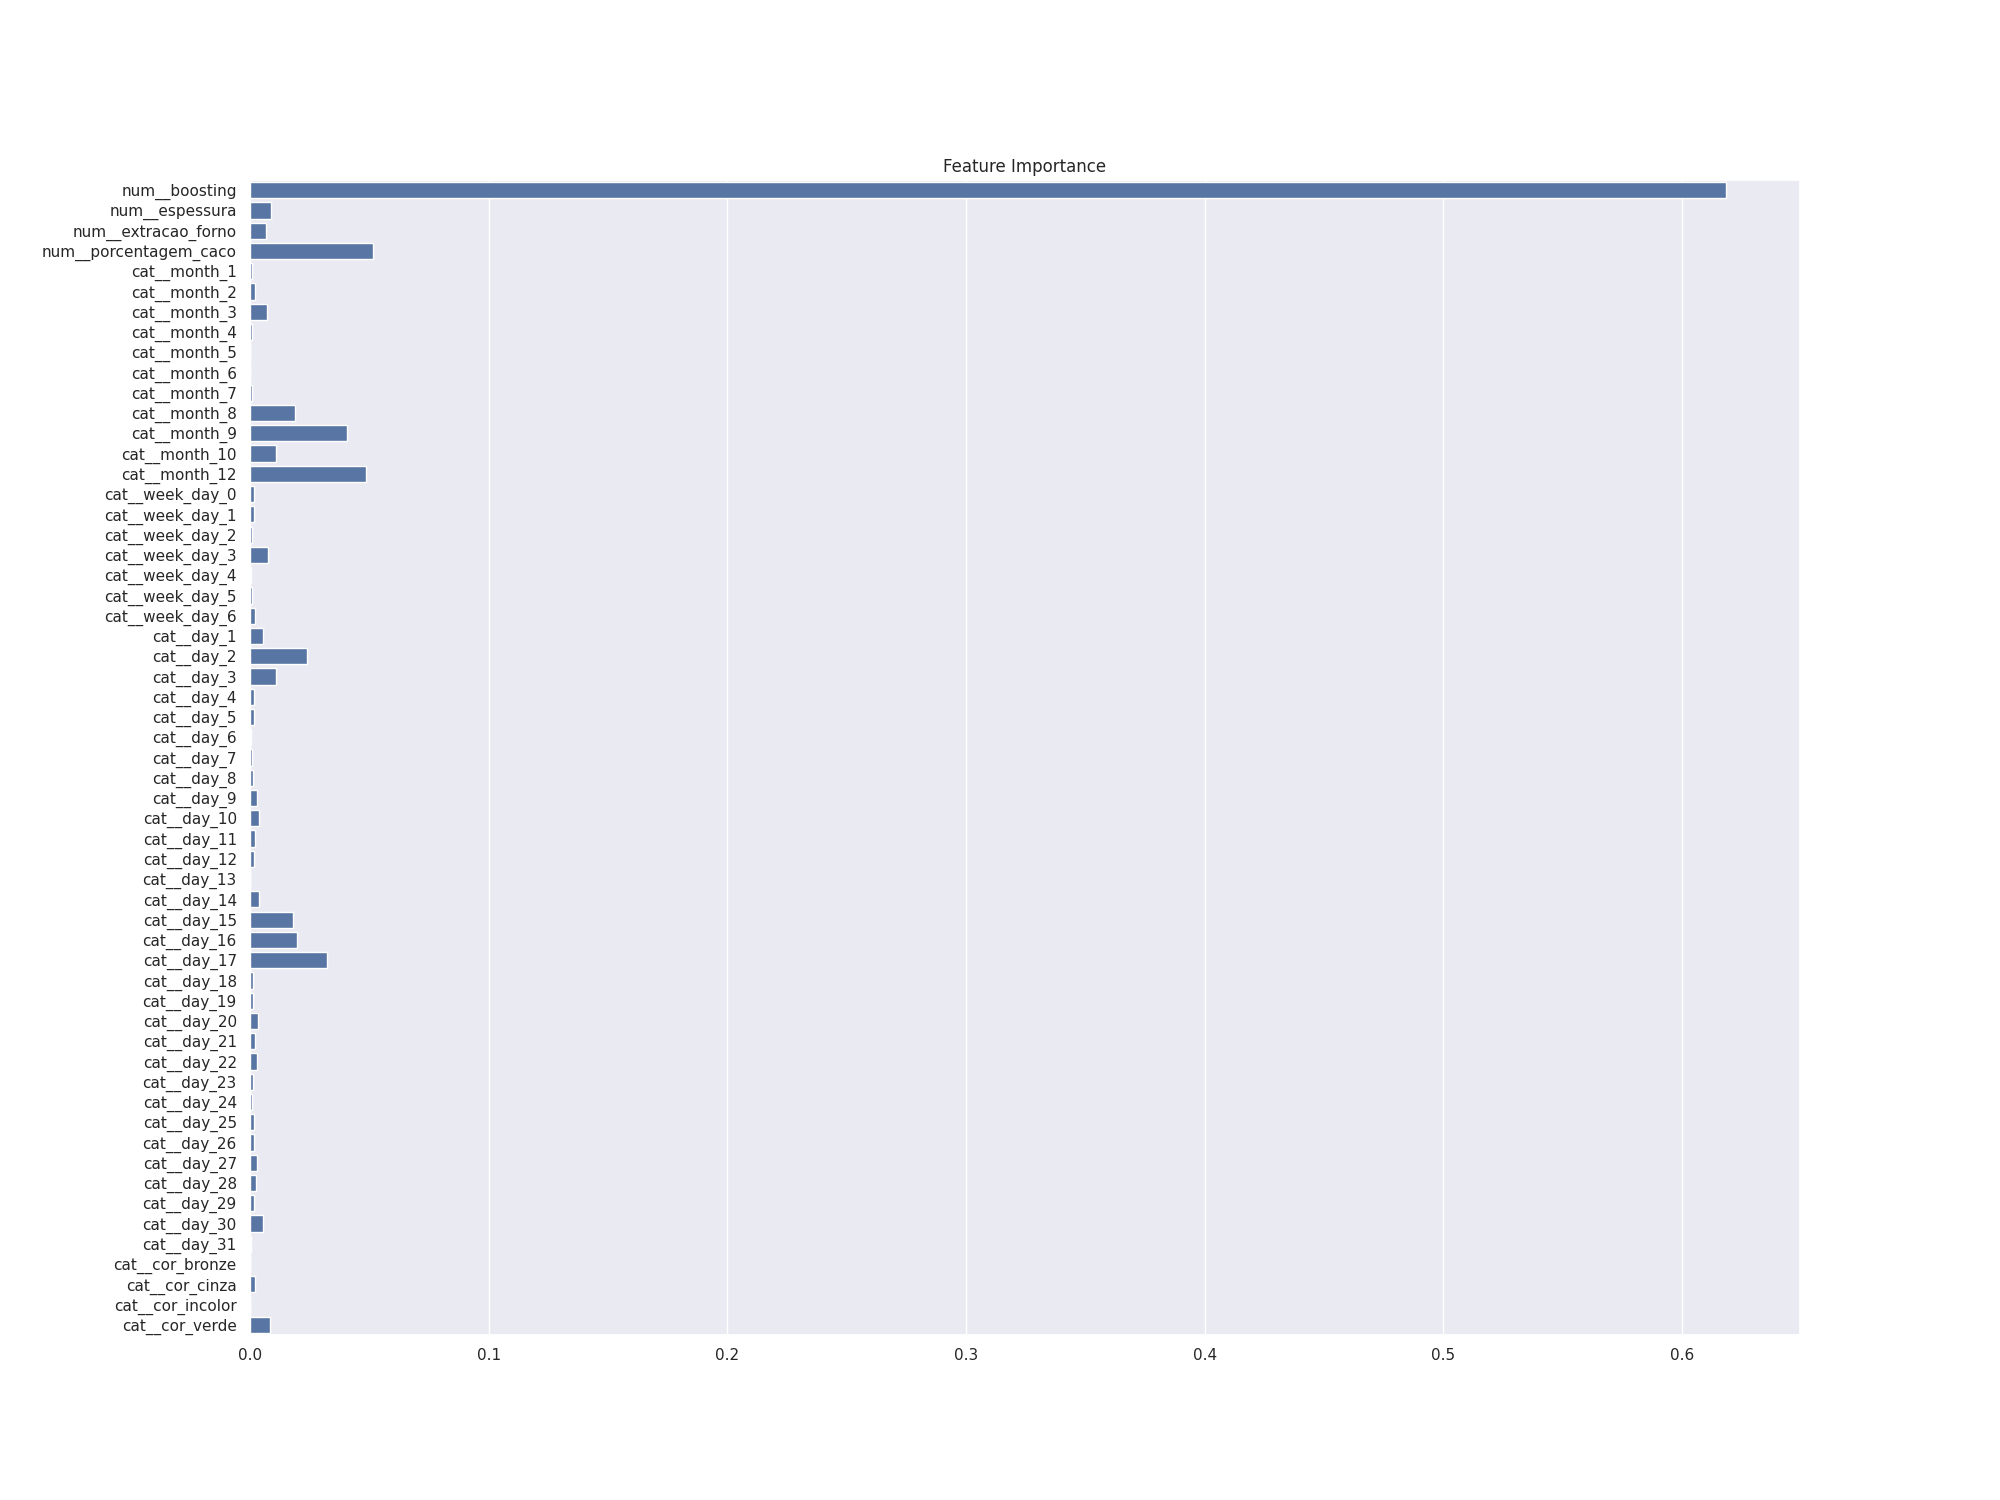 Feature Importance
num__boosting
num__espessura
num__extracao_forno
num__porcentagem_caco
cat__month_1
cat__month_2
cat__month_3
cat__month_4
cat__month_5
cat__month_6
cat__month_7
cat__month_8
cat__month_9
cat__month_10
cat__month_12
cat__week_day_0
cat__week_day_1
cat__week_day_2
cat__week_day_3
cat__week_day_4
cat__week_day_5
cat__week_day_6
cat__day_1
cat__day_2
cat__day_3
cat__day_4
cat__day_5
cat__day_6
cat__day_7
cat__day_8
cat__day_9
cat__day_10
cat__day_11
cat__day_12
cat__day_13
cat__day_14
cat__day_15
cat__day_16
cat__day_17
cat__day_18
cat__day_19
cat__day_20
cat__day_21
cat__day_22
cat__day_23
cat__day_24
cat__day_25
cat__day_26
cat__day_27
cat__day_28
cat__day_29
cat__day_30
cat__day_31
cat__cor_bronze
cat__cor_cinza
cat__cor_incolor
cat__cor_verde
0.0 0.1 0.2 0.3 0.4 0.5 0.6